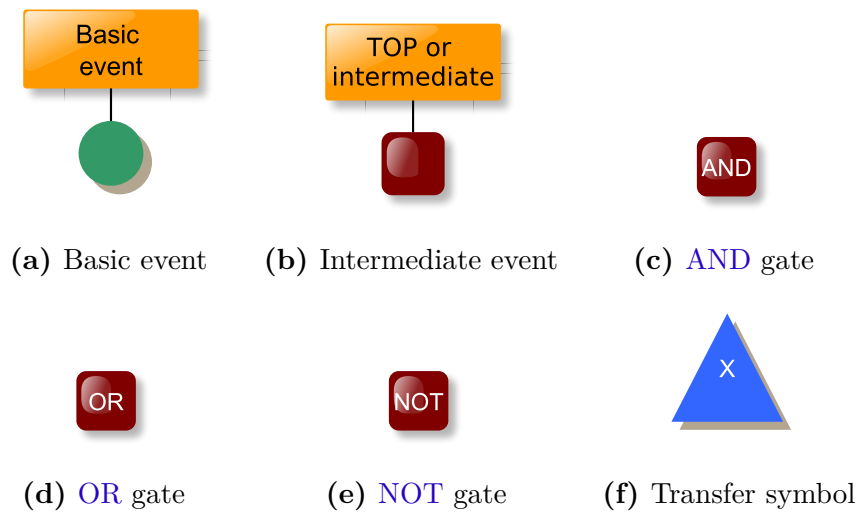 Basic
event
TOP or
intermediate
AND
(a) Basic event
(b) Intermediate event
(c) AND gate
OR
NOT
X
(d) OR gate
(e) NOT gate
(f) Transfer symbol